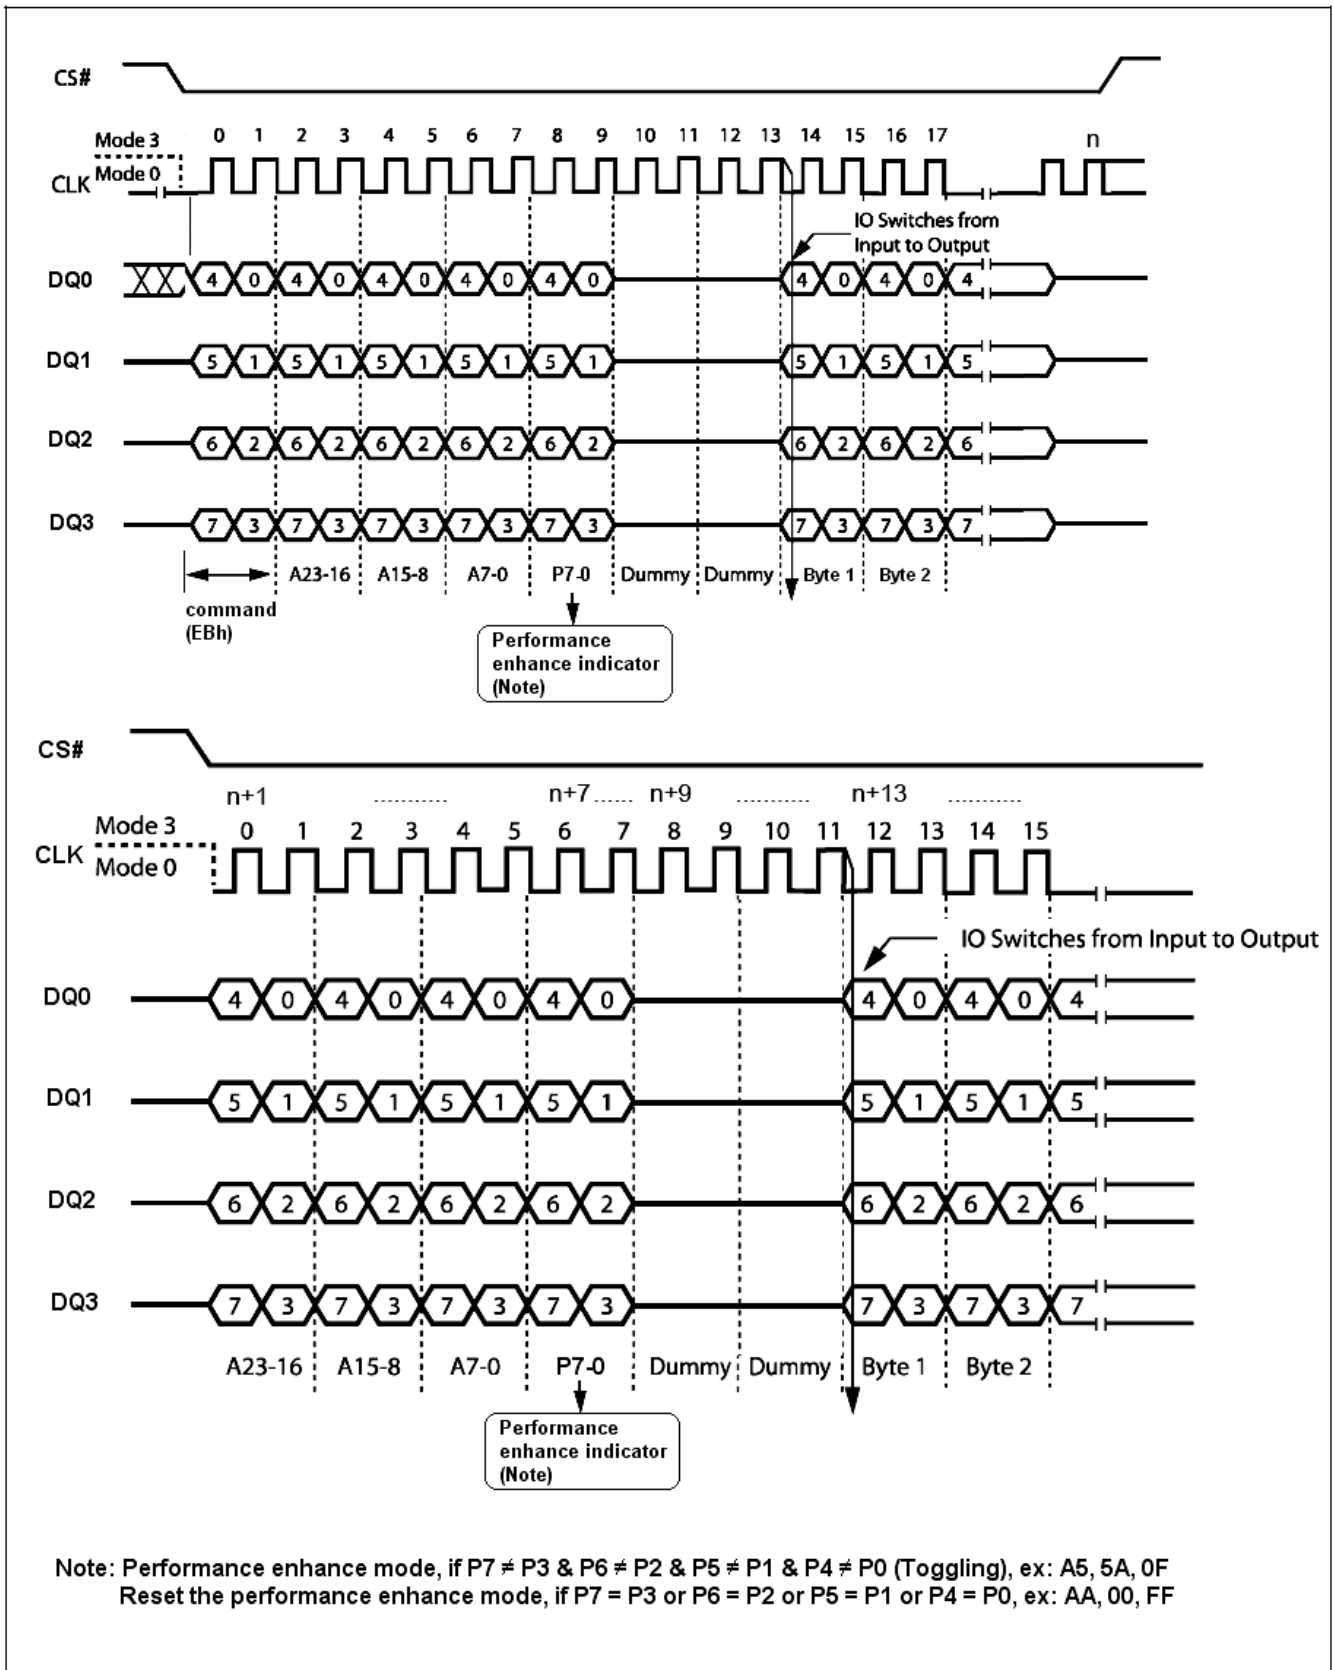 CS#
0 1 2 3 4 5 6 7 8 9 10 11 12 13 14 15 16 17 n
Mode 3
Mode 0
CLK
IO Switches from
Input to Output
DQ0 4 0 4 0 4 0 4 0 4 0 4 0 4 0 4
DQ1 5 1 5 1 5 1 5 1 5 1 5 1 5 1 5
DQ2 6 2 6 2 6 2 6 2 6 2 6 2 6 2 6
DQ3 7 3 7 3 7 3 7 3 7 3 7 3 7 3 7
A23-16 A15-8 A7-0 P7-0 Dummy Dummy Byte 1 Byte 2
command
(EBh)
Performance
enhance indicator
(Note)
CS#
n+1 ............ n+7 ...... n+9 ............ n+13 ............
0 1 2 3 4 5 6 7 8 9 10 11 12 13 14 15
Mode 3
CLK
Mode 0
IO Switches from Input to Output
DQ0 4 0 4 0 4 0 4 0 4 0 4 0 4
DQ1 5 1 5 1 5 1 5 1 5 1 5 1 5
DQ2 6 2 6 2 6 2 6 2 6 2 6 2 6
DQ3 7 3 7 3 7 3 7 3 7 3 7 3 7
A23-16 A15-8 A7-0 P7-0 Dummy Dummy Byte 1 Byte 2
Performance
enhance indicator
(Note)
Note: Performance enhance mode, if P7 ≠ P3 & P6 ≠ P2 & P5 ≠ P1 & P4 ≠ P0 (Toggling), ex: A5, 5A, 0F
Reset the performance enhance mode, if P7 = P3 or P6 = P2 or P5 = P1 or P4 = P0, ex: AA, 00, FF